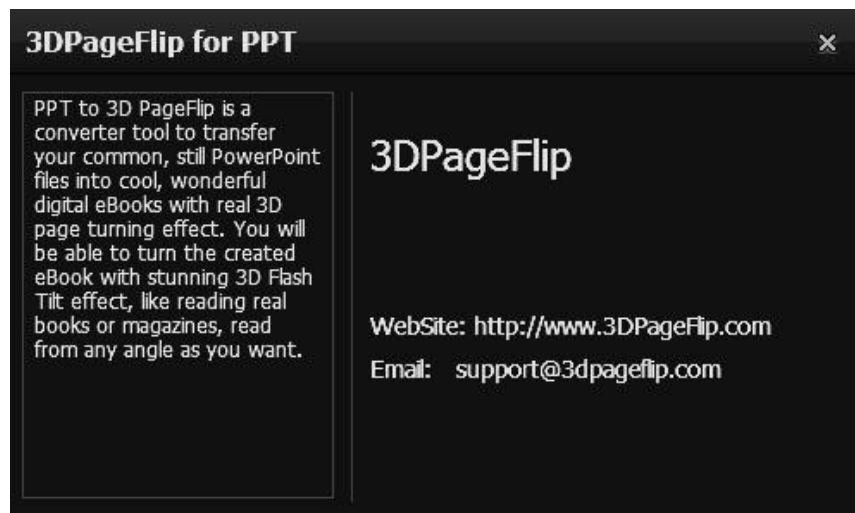 3DPageFlip for PPT
PPT to 3D PageFlip is a
converter tool to transfer
your common, still PowerPoint
files into cool, wonderful
digital eBooks with real 3D
page turning effect. You will
be able to turn the created
eBook with stunning 3D Flash
Tilt effect, like reading real
books or magazines, read
from any angle as you want.
3DPageFlip
WebSite: http://www.3DPageFlip.com
Email: support@3dpageflip.com